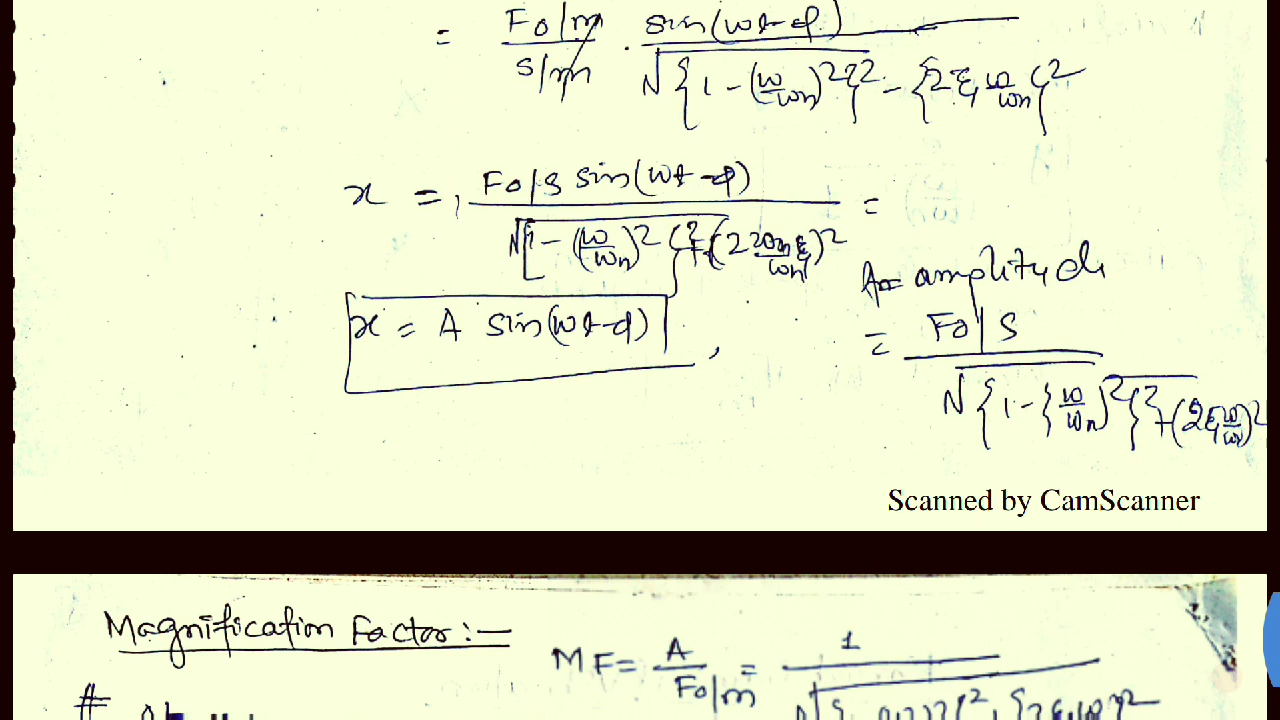 = Fo/m / s/m . sin(ωt-φ) / √{1-(ω/ωn)²}² - {2ξ ω/ωn}²
x = Fo/s sin(ωt-φ) / √[1-(ω/ωn)²}²+(2 ξ/ωn)² =
A = amplitude
x = A sin(ωt-φ) ,
= Fo/s / √{1-{ω/ωn)²}²+(2ξ ω/ωn)²
Scanned by CamScanner
Magnification Factor:-
MF = A / Fo/m = 1 / √
#